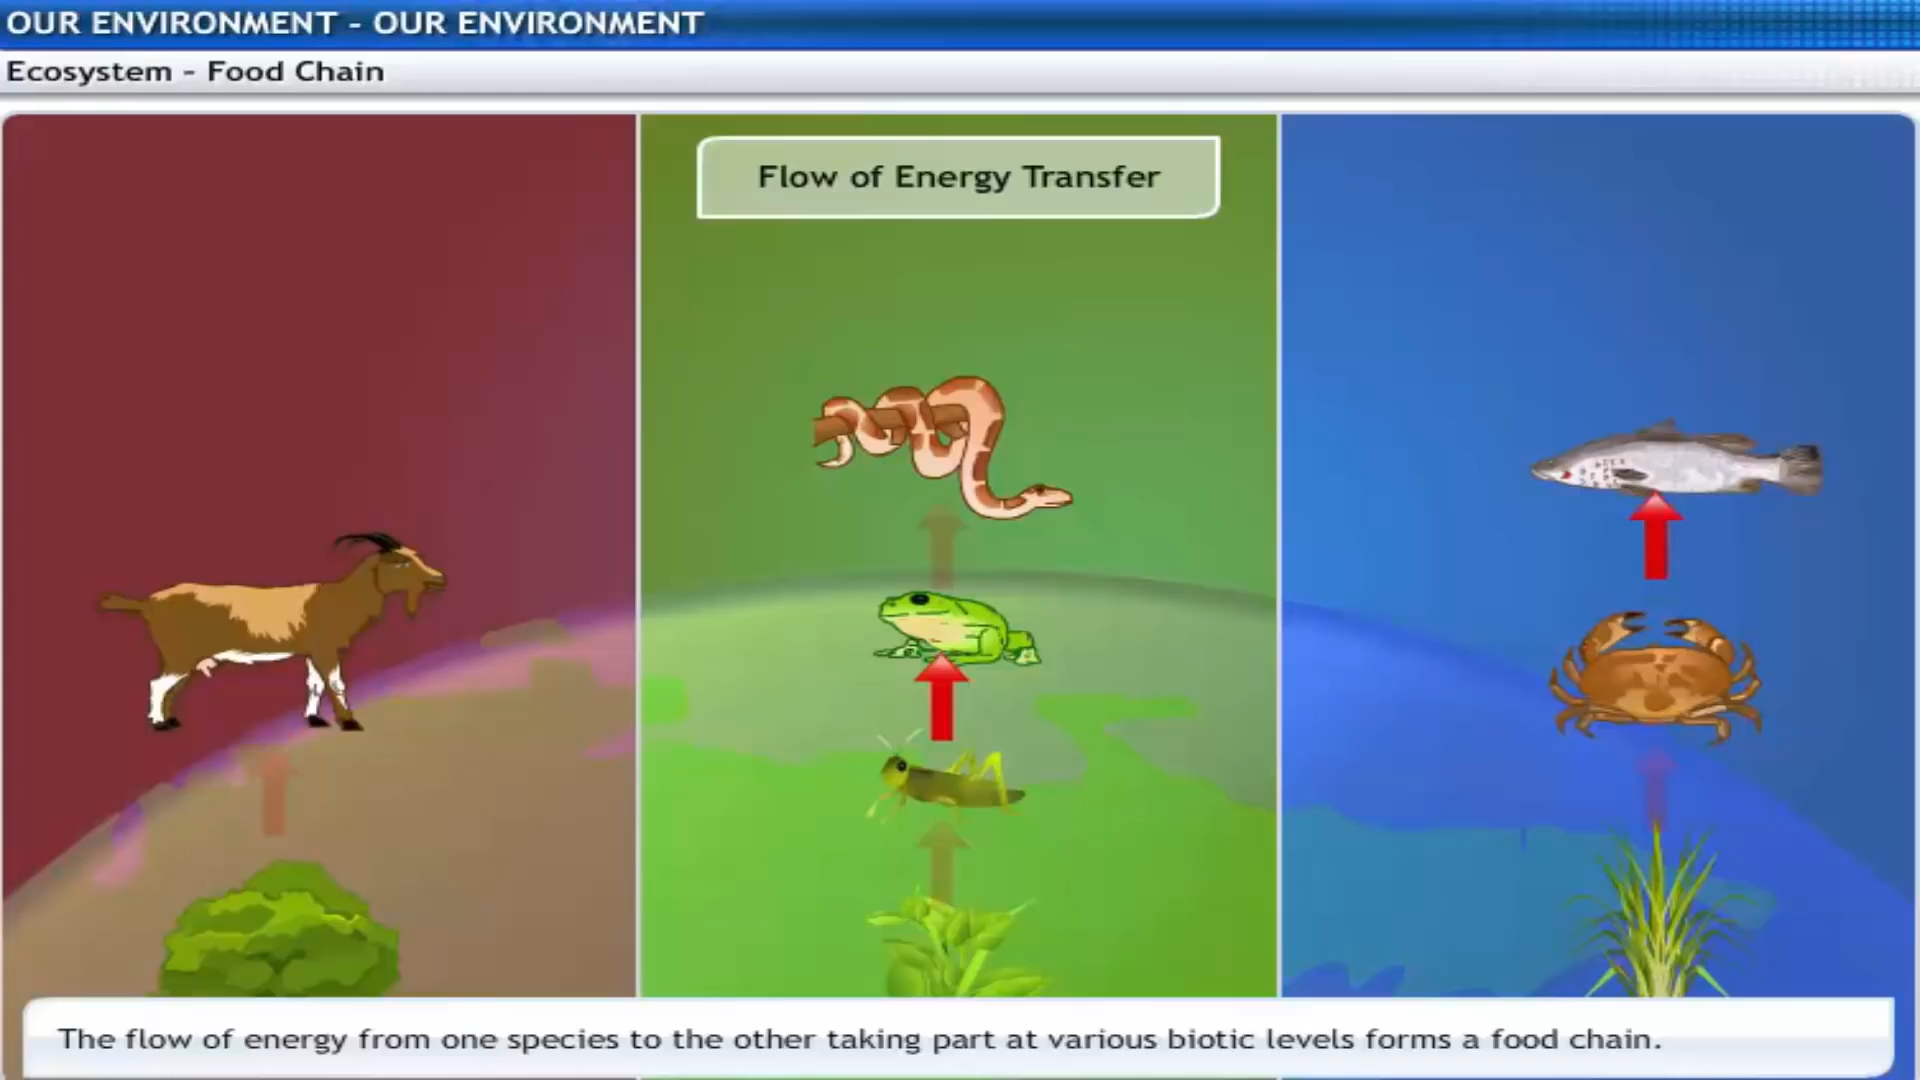 OUR ENVIRONMENT - OUR ENVIRONMENT
Ecosystem - Food Chain
Flow of Energy Transfer
The flow of energy from one species to the other taking part at various biotic levels forms a food chain.